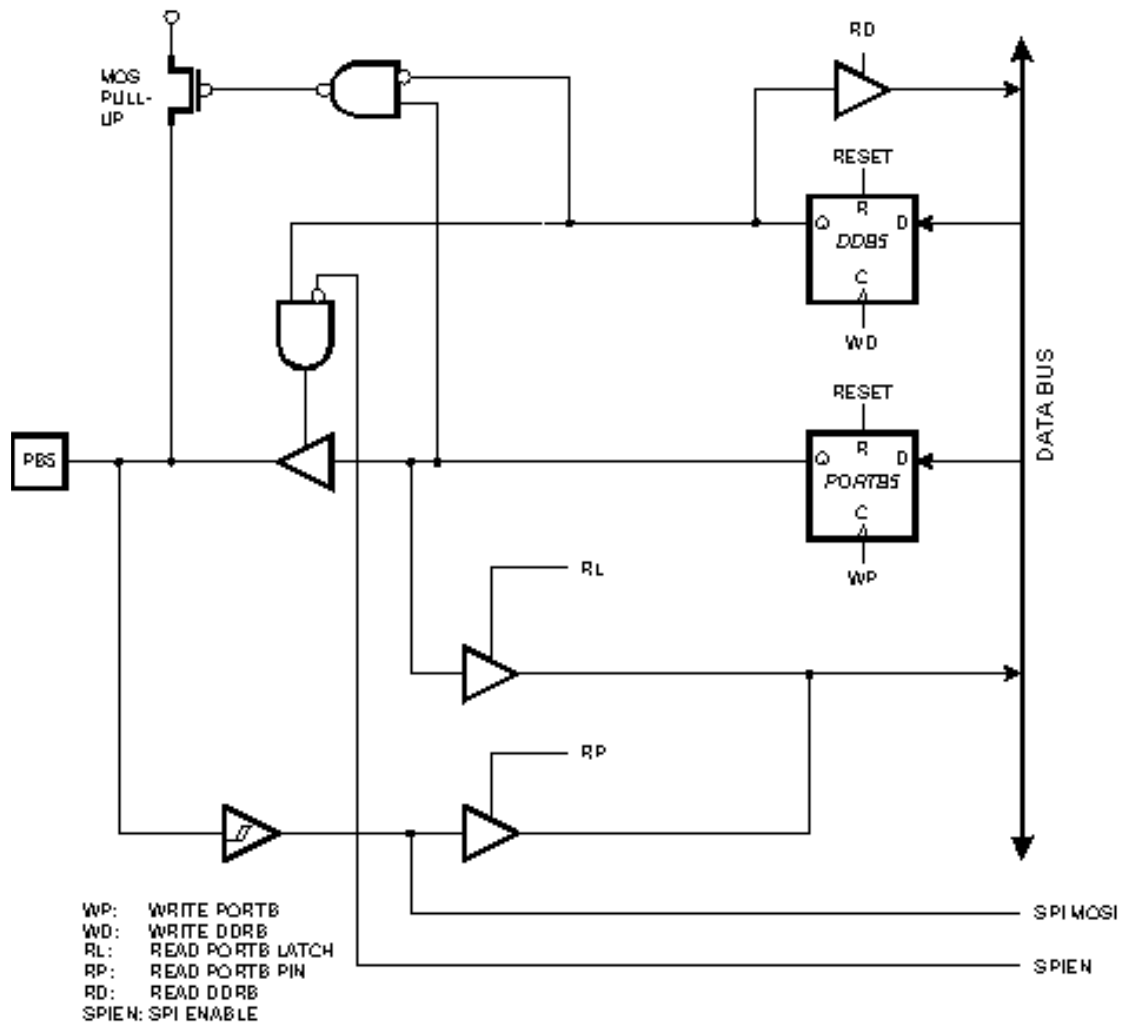 RD
MOS
PULL-
UP
RESET
R
Q
D
DDB5
C
WD
DATA BUS
RESET
PB5
R
Q
D
PORTB5
C
WP
RL
RP
WP: WRITE PORTB
WD: WRITE DDRB
RL: READ PORTB LATCH
RP: READ PORTB PIN
RD: READ DDRB
SPIEN: SPI ENABLE
SPI MOSI
SPIEN